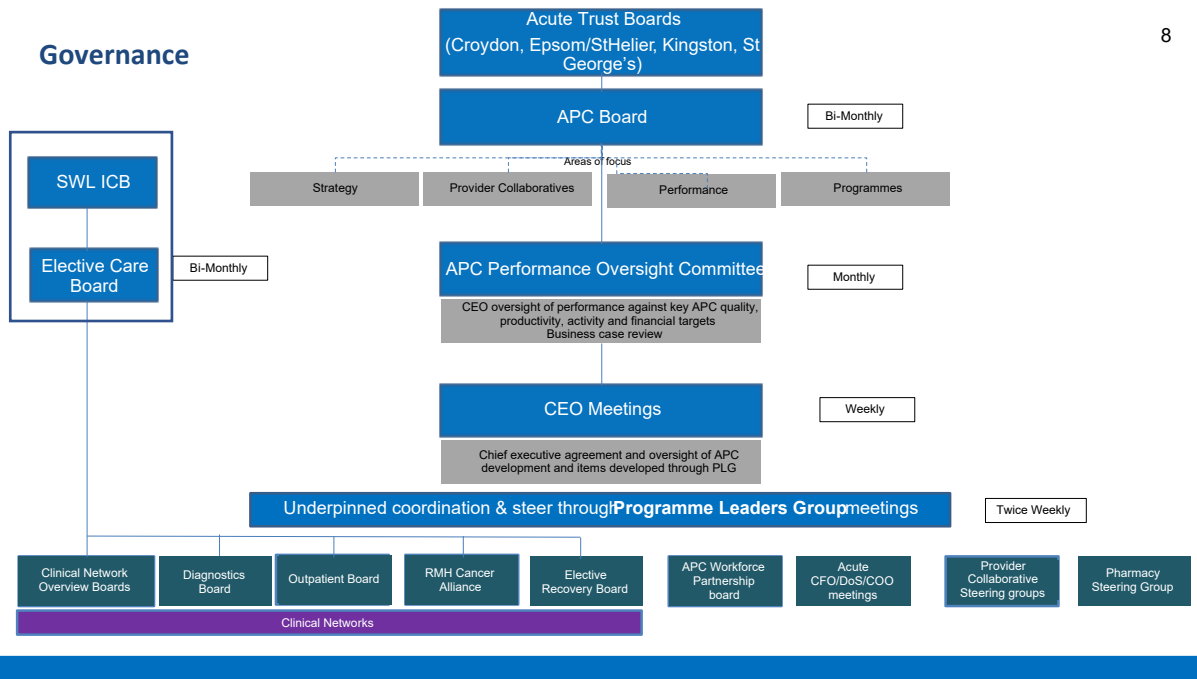 Governance
8
Acute Trust Boards
(Croydon, Epsom/StHelier, Kingston, St
George's)
APC Board
Bi-Monthly
Areas of focus
Strategy
Provider Collaboratives
Performance
Programmes
SWL ICB
Elective Care
Board
Bi-Monthly
APC Performance Oversight Committee
Monthly
CEO oversight of performance against key APC quality,
productivity, activity and financial targets
Business case review
CEO Meetings
Weekly
Chief executive agreement and oversight of APC
development and items developed through PLG
Underpinned coordination & steer through Programme Leaders Group meetings
Twice Weekly
Clinical Network
Overview Boards
Diagnostics
Board
Outpatient Board
RMH Cancer
Alliance
Elective
Recovery Board
APC Workforce
Partnership
board
Acute
CFO/DoS/COO
meetings
Provider
Collaborative
Steering groups
Pharmacy
Steering Group
Clinical Networks